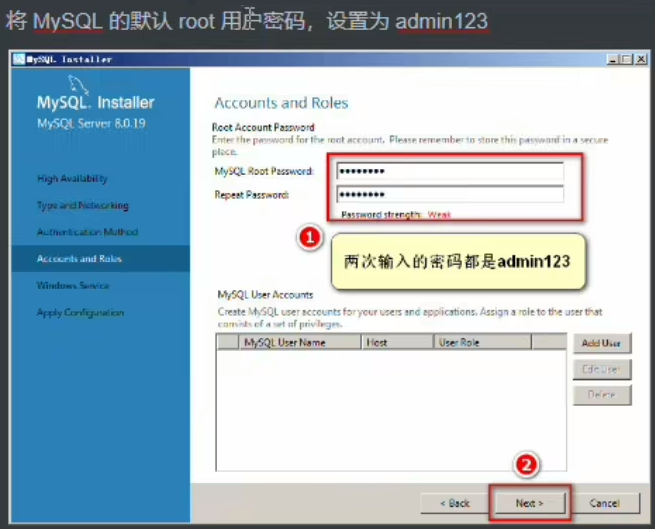 将 MySQL 的默认 root 用户密码，设置为 admin123
MySQL Installer
MySQL. Installer
MySQL Server 8.0.19
High Availability
Type and Networking
Authentication Method
Accounts and Roles
Windows Service
Apply Configuration
Accounts and Roles
Root Account Password
Enter the password for the root account. Please remember to store this password in a secure
place.
MySQL Root Password: ••••••••
Repeat Password: ••••••••
Password strength: Weak
1
两次输入的密码都是admin123
MySQL User Accounts
Create MySQL user accounts for your users and applications. Assign a role to the user that
consists of a set of privileges.
MySQL User Name Host User Role
Add User
Edit User
Delete
2
< Back Next > Cancel